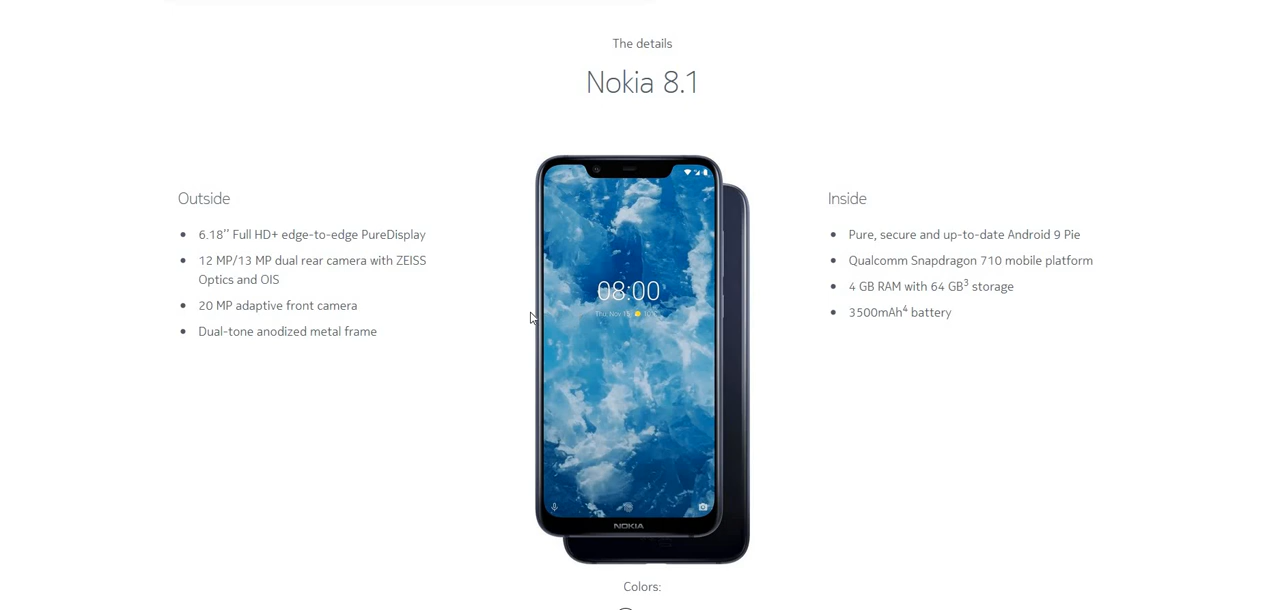 The details
Nokia 8.1
Outside
6.18’’ Full HD+ edge-to-edge PureDisplay
12 MP/13 MP dual rear camera with ZEISS
Optics and OIS
20 MP adaptive front camera
Dual-tone anodized metal frame
08:00
Thu, Nov 15
NOKIA
Inside
Pure, secure and up-to-date Android 9 Pie
Qualcomm Snapdragon 710 mobile platform
4 GB RAM with 64 GB³ storage
3500mAh⁴ battery
Colors: